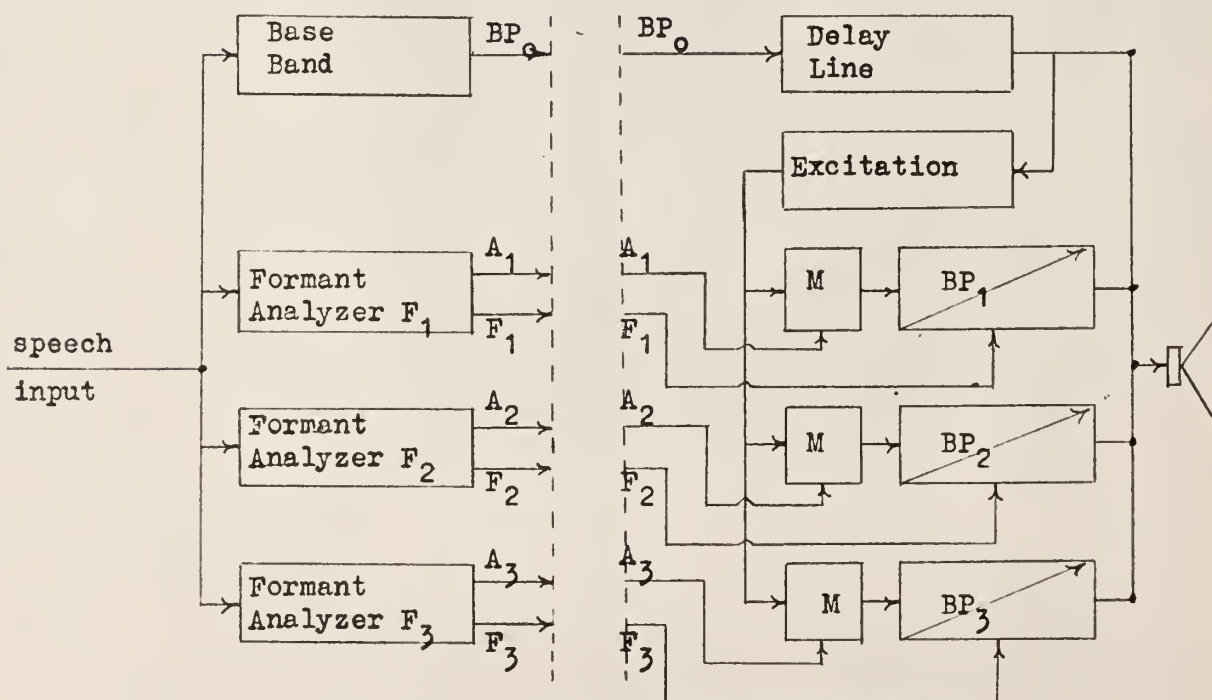 Base
Band
BP₀
BP₀
Delay
Line
Excitation
Formant
Analyzer F₁
A₁
F₁
A₁
F₁
M
BP₁
speech
input
Formant
Analyzer F₂
A₂
F₂
A₂
F₂
M
BP₂
Formant
Analyzer F₃
A₃
F₃
A₃
F₃
M
BP₃